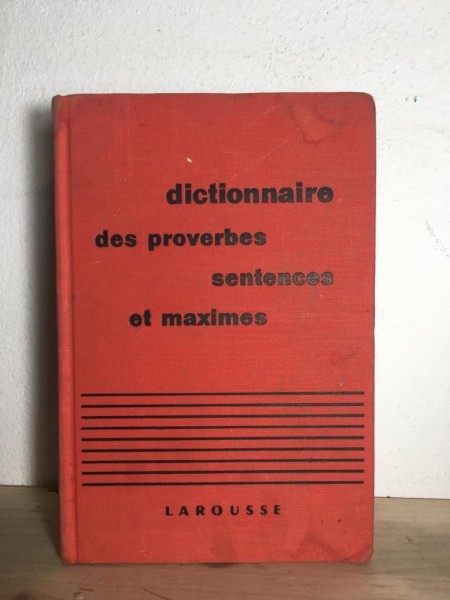 dictionnaire
des proverbes
sentences
et maximes
LAROUSSE